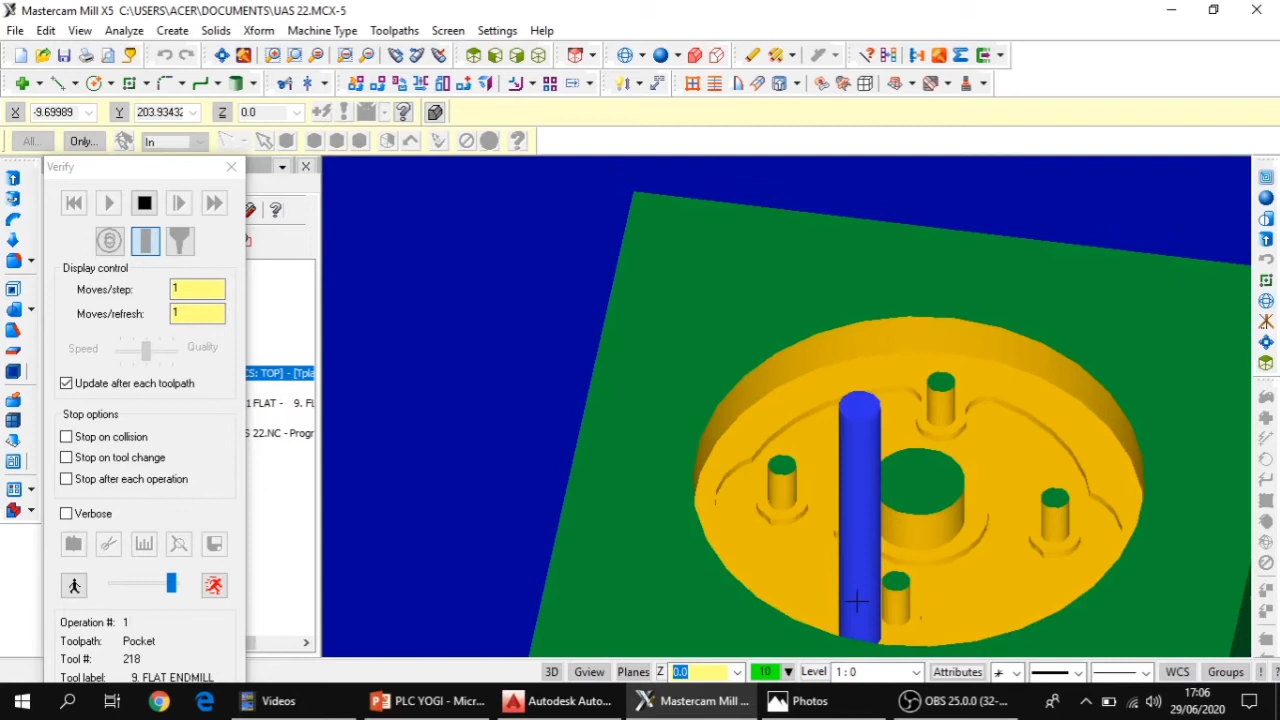 Mastercam Mill X5 C:\USERS\ACER\DOCUMENTS\UAS 22.MCX-5
File Edit View Analyze Create Solids Xform Machine Type Toolpaths Screen Settings Help
X -9.69989 Y 203.93432 Z 0.0
All... Only... In
Verify
Display control
Moves/step: 1
Moves/refresh: 1
Speed Quality
Update after each toolpath
Stop options
Stop on collision
Stop on tool change
Stop after each operation
Verbose
Operation #: 1
Toolpath: Pocket
Tool #: 218
9. FLAT ENDMILL
CS: TOP] - [Tpla
1 FLAT - 9. FL
S 22.NC - Progr
3D Gview Planes Z 0.0 10 Level 1 : 0 Attributes WCS Groups ! ?
Videos PLC YOGI - Micr... Autodesk Auto... Mastercam Mill ... Photos OBS 25.0.0 (32-...
17:06
29/06/2020